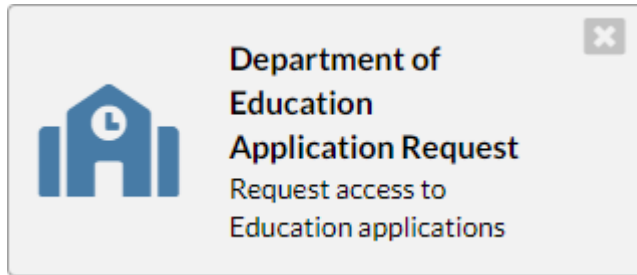 Department of
Education
Application Request
Request access to
Education applications